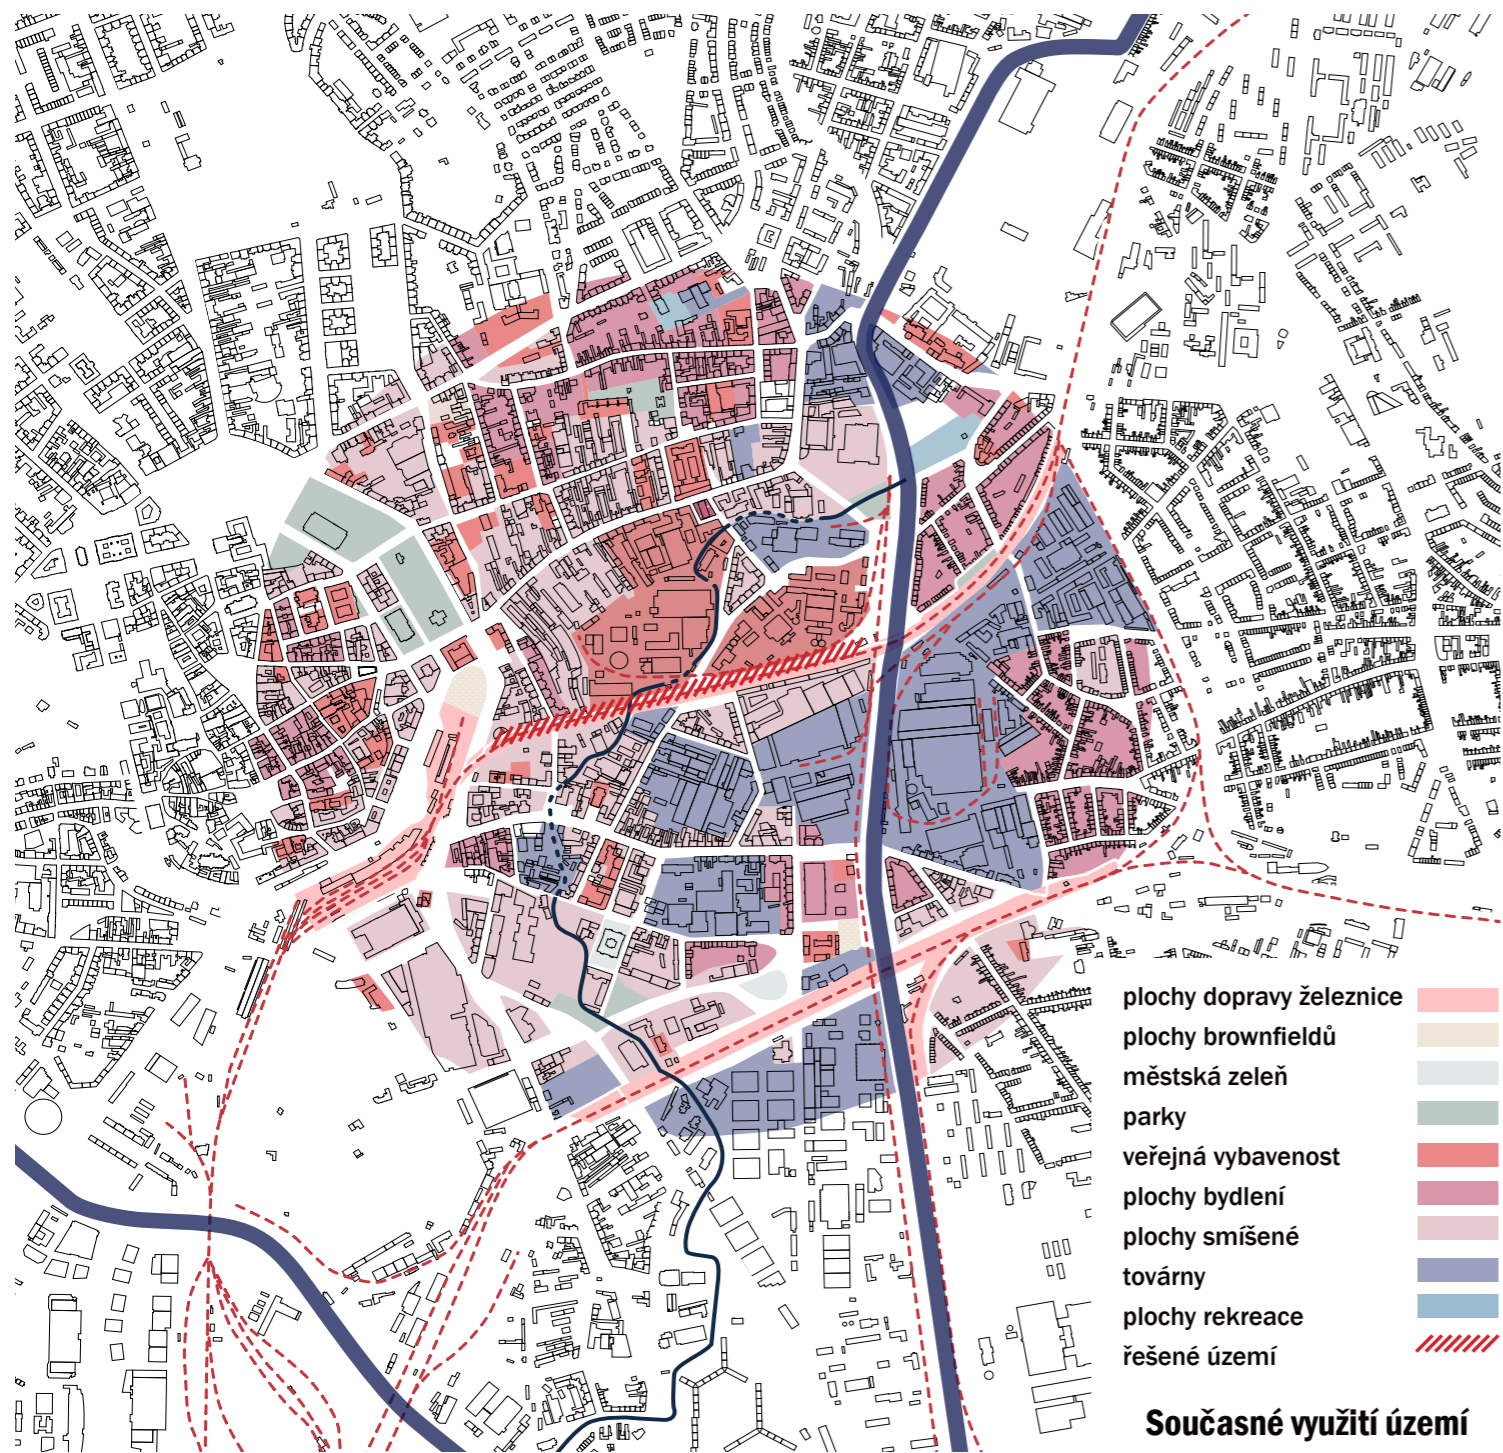 plochy dopravy železnice
plochy brownfieldů
městská zeleň
parky
veřejná vybavenost
plochy bydlení
plochy smíšené
továrny
plochy rekreace
řešené území
Současné využití území